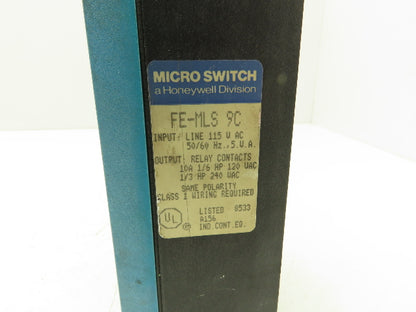 MICRO SWITCH
a Honeywell Division
FE-MLS 9C
INPUT: LINE 115 V AC
50/60 Hz., 5. V.A.
OUTPUT: RELAY CONTACTS
10A 1/6 HP 120 VAC
1/3 HP 240 VAC
SAME POLARITY
CLASS 1 WIRING REQUIRED
UL
LISTED 8533
A156
IND.CONT.EQ.